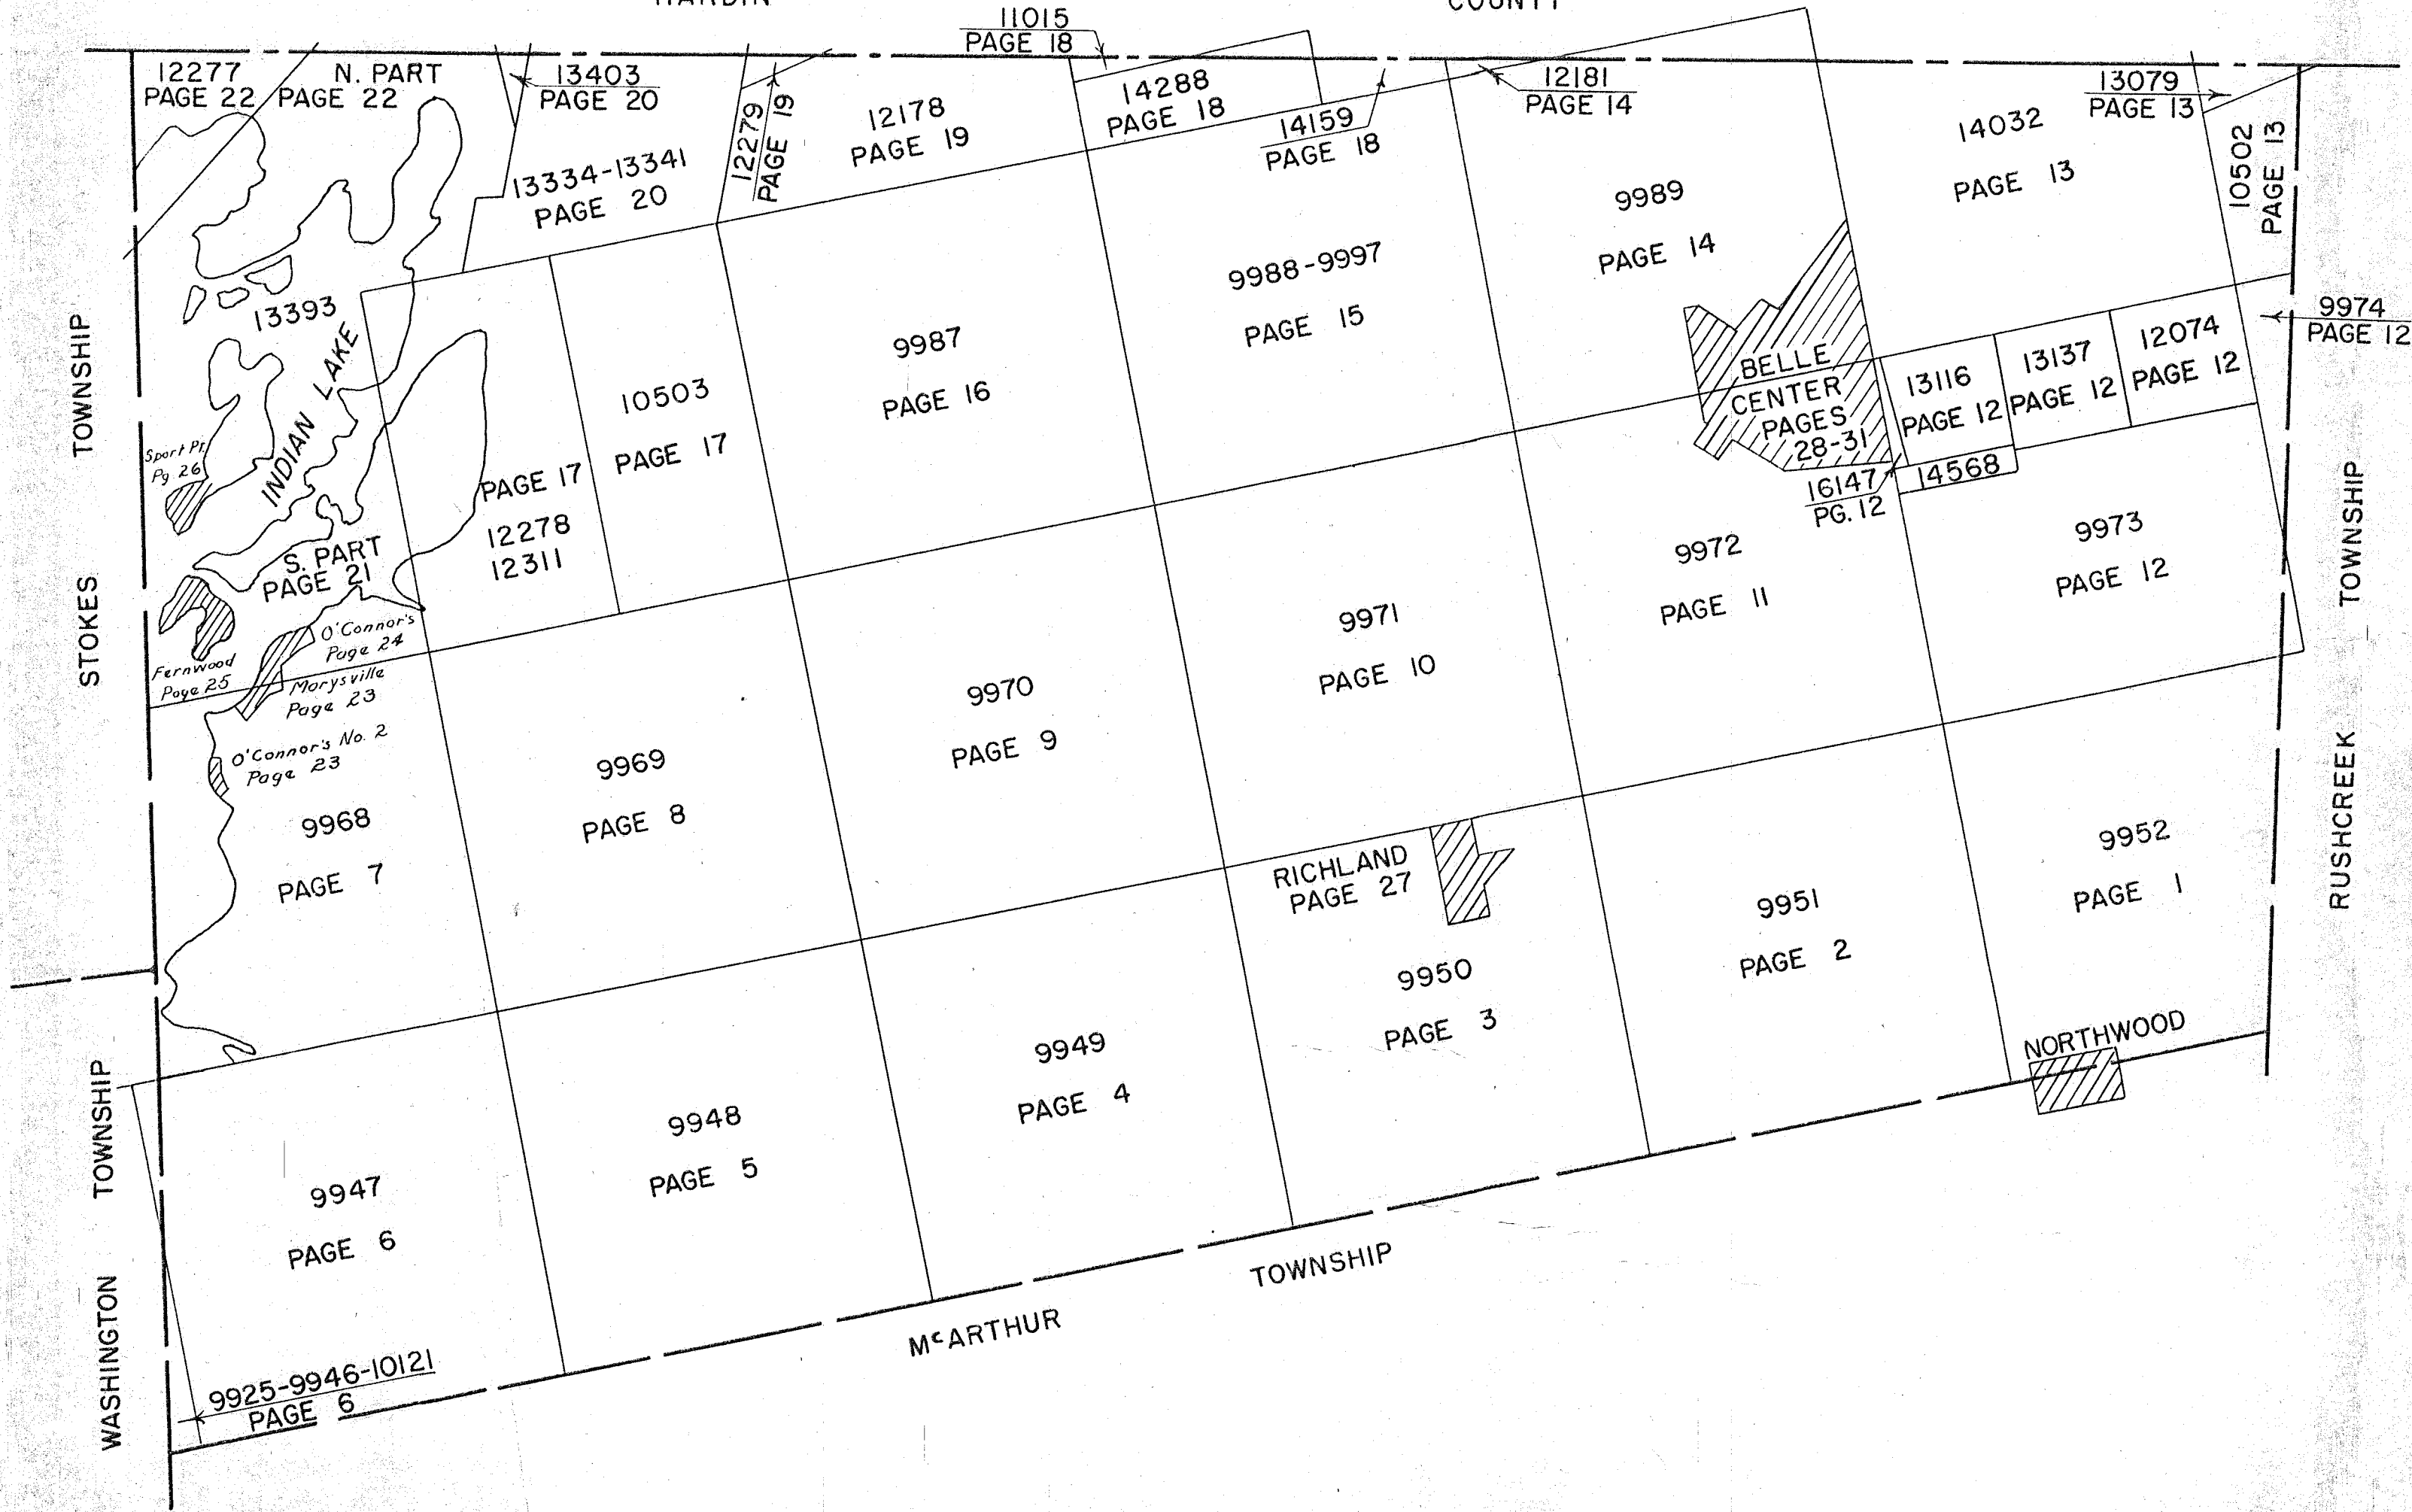 HARDIN COUNTY
11015
PAGE 18
12277
PAGE 22
N. PART
PAGE 22
13403
PAGE 20
12279
PAGE 19
12178
PAGE 19
14288
PAGE 18
14159
PAGE 18
12181
PAGE 14
13079
PAGE 13
14032
PAGE 13
10502
PAGE 13
13334-13341
PAGE 20
9989
PAGE 14
9988-9997
PAGE 15
9987
PAGE 16
10503
PAGE 17
PAGE 17
12278
12311
13393
INDIAN LAKE
Sport Pt.
Pg. 26
S. PART
PAGE 21
BELLE
CENTER
PAGES
28-31
13116
PAGE 12
13137
PAGE 12
12074
PAGE 12
9974
PAGE 12
16147
PG. 12
14568
9973
PAGE 12
9972
PAGE 11
9971
PAGE 10
9970
PAGE 9
9969
PAGE 8
O'Connor's
Page 24
Fernwood
Page 25
Marysville
Page 23
O'Connor's No. 2
Page 23
9968
PAGE 7
RICHLAND
PAGE 27
9952
PAGE 1
9951
PAGE 2
9950
PAGE 3
9949
PAGE 4
9948
PAGE 5
9947
PAGE 6
9925-9946-10121
PAGE 6
NORTHWOOD
STOKES TOWNSHIP
WASHINGTON TOWNSHIP
McARTHUR TOWNSHIP
RUSHCREEK TOWNSHIP